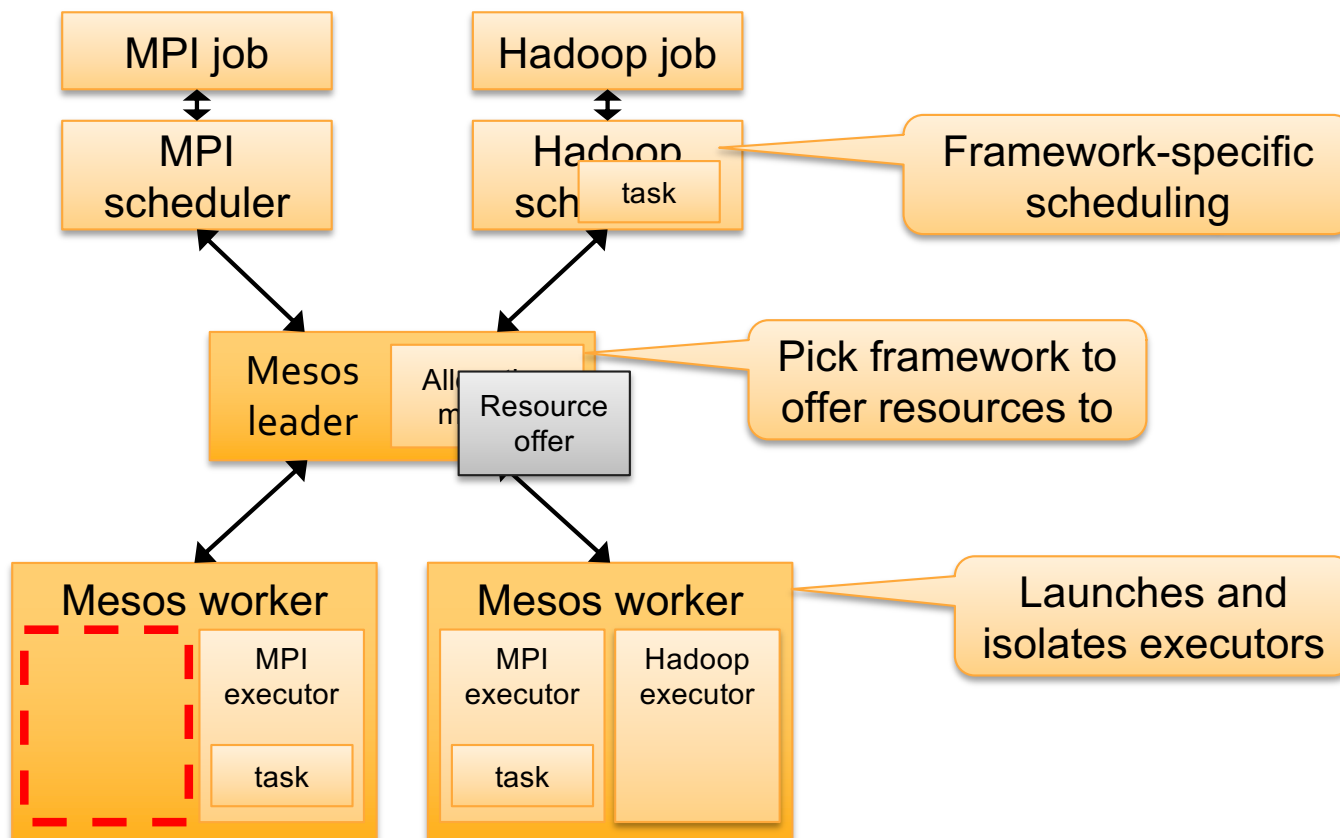 MPI job
Hadoop job
MPI
scheduler
Hadoop
task
Framework-specific
scheduling
Mesos
leader
Resource
offer
Pick framework to
offer resources to
Mesos worker
MPI
executor
task
Mesos worker
MPI
executor
task
Hadoop
executor
Launches and
isolates executors